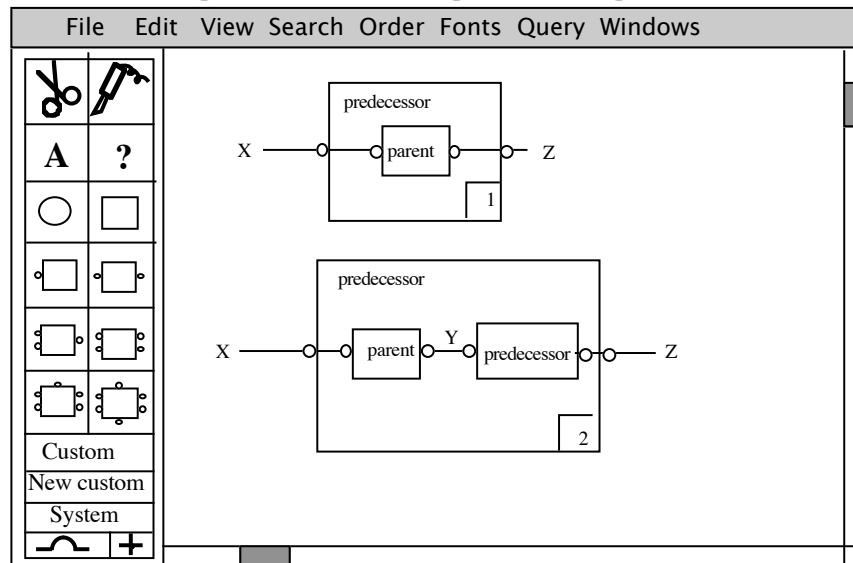 File Edit View Search Order Fonts Query Windows
A ?
Custom
New custom
System
predecessor
X parent Z
1
predecessor
X parent Y predecessor Z
2